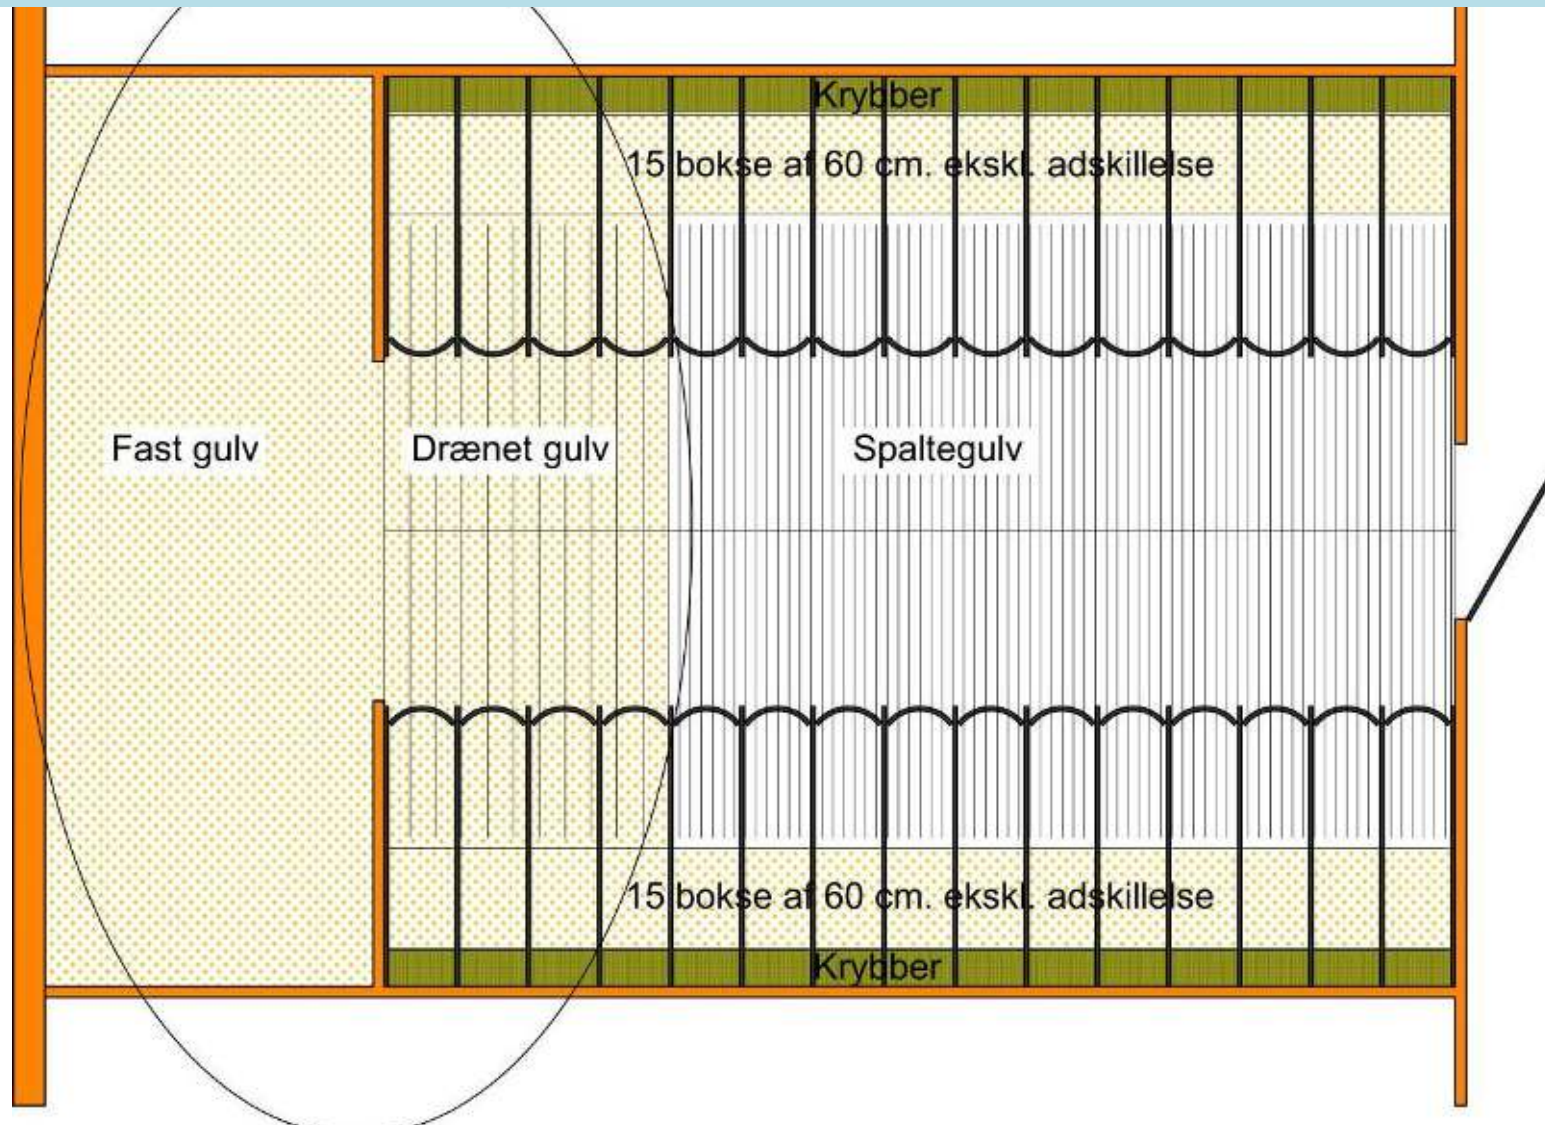 Krybber
15 bokse af 60 cm. ekskl. adskillelse
Fast gulv
Drænet gulv
Spaltegulv
15 bokse af 60 cm. ekskl. adskillelse
Krybber